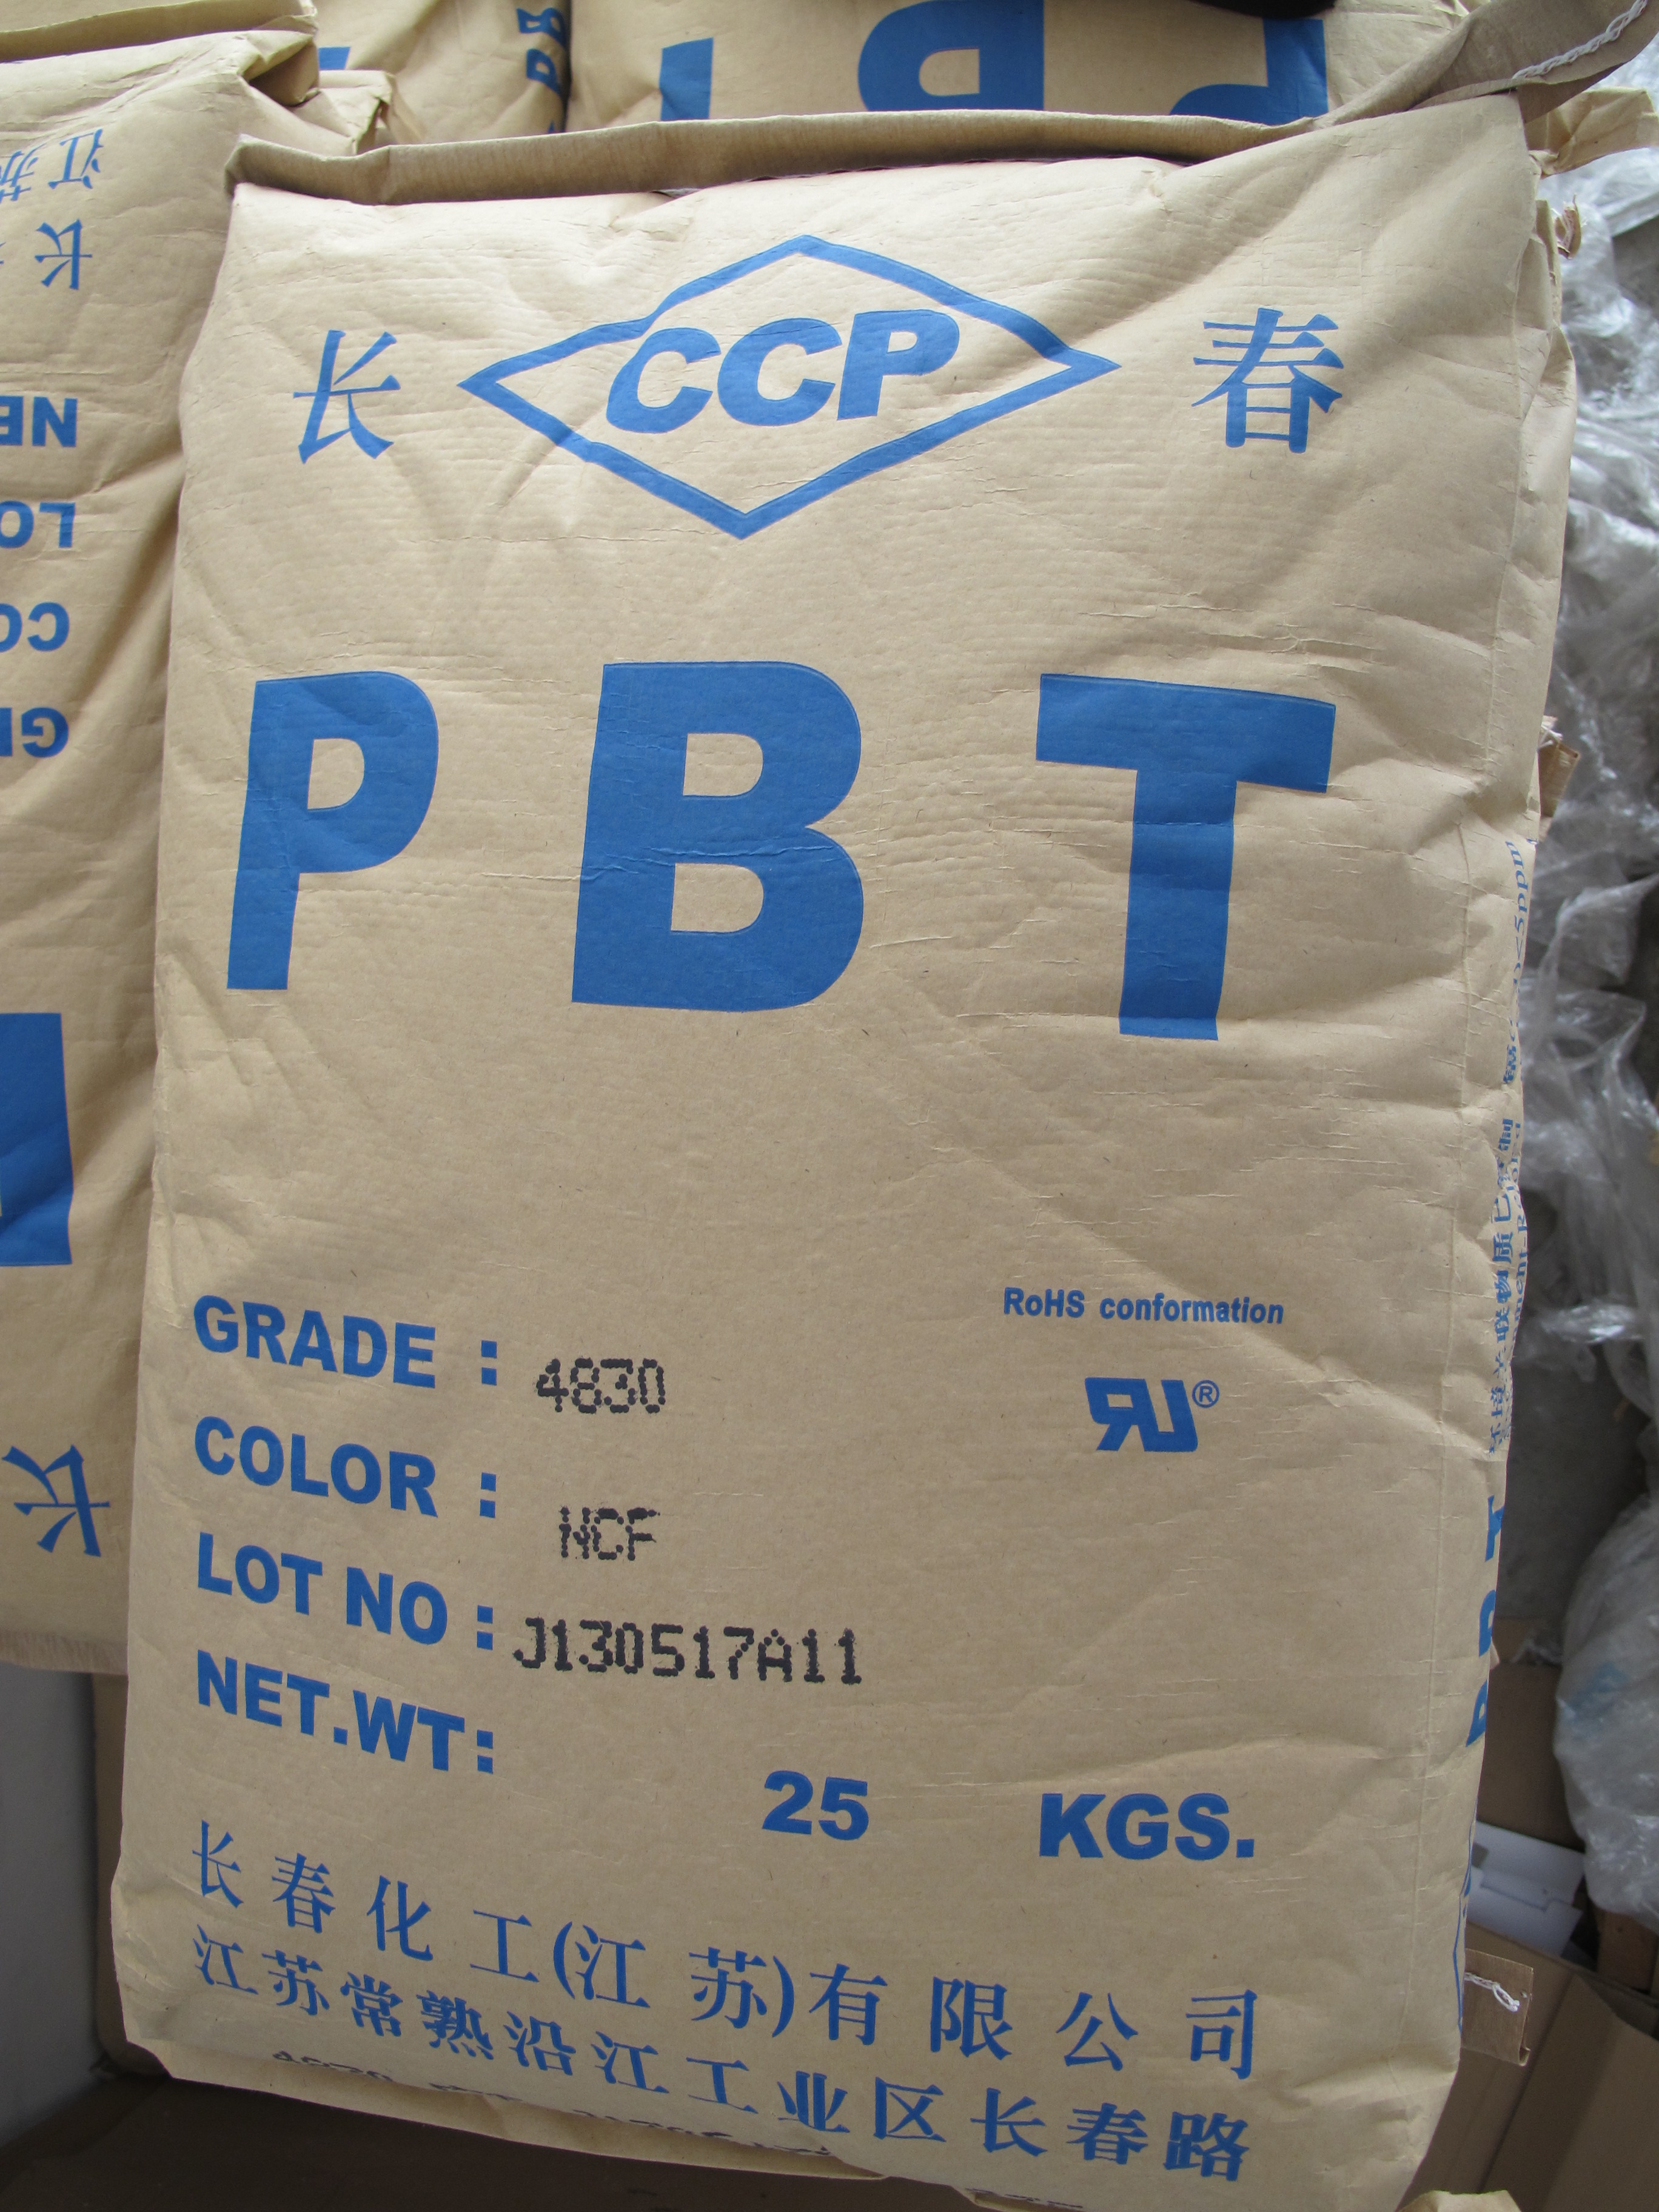 长 CCP 春
PBT
RoHS conformation
GRADE : 4830
RU®
COLOR : NCF
LOT NO : J130517A11
NET.WT: 25 KGS.
长春化工(江苏)有限公司
江苏常熟沿江工业区长春路